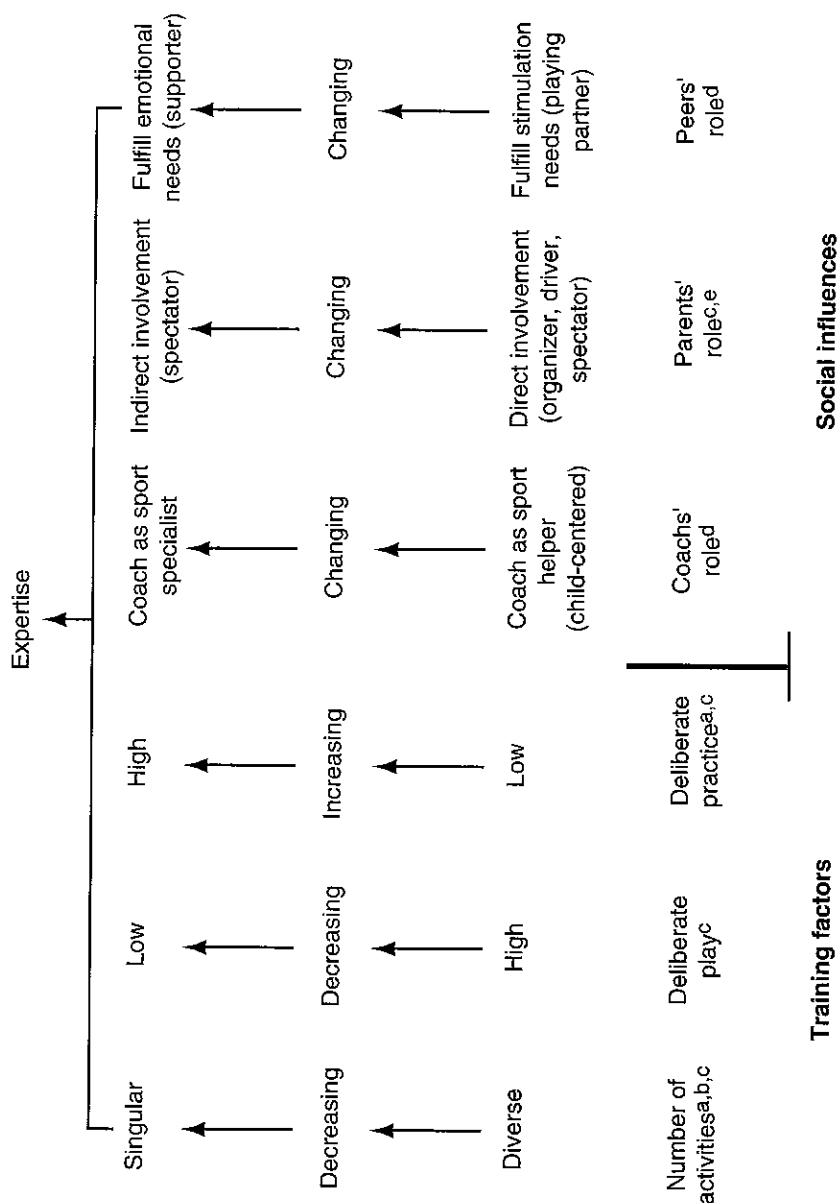 Expertise
Singular
Low
High
Coach as sport
specialist
Indirect involvement
(spectator)
Fulfill emotional
needs (supporter)
Decreasing
Decreasing
Increasing
Changing
Changing
Changing
Diverse
High
Low
Coach as sport
helper
(child-centered)
Direct involvement
(organizer, driver,
spectator)
Fulfill stimulation
needs (playing
partner)
Number of
activitiesa,b,c
Deliberate
playc
Deliberate
practicea,c
Coachs'
roled
Parents'
rolec,e
Peers'
roled
Training factors
Social influences